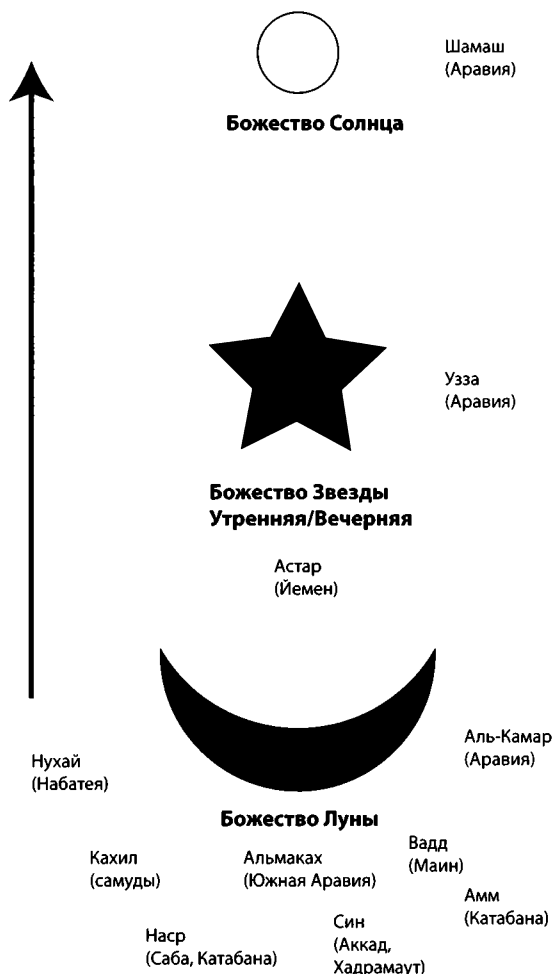 Шамаш
(Аравия)
Божество Солнца
Узза
(Аравия)
Божество Звезды
Утренняя/Вечерняя
Астар
(Йемен)
Аль-Камар
(Аравия)
Нухай
(Набатея)
Божество Луны
Вадд
(Маин)
Кахил
(самуды)
Альмаках
(Южная Аравия)
Амм
(Катабана)
Наср
(Саба, Катабана)
Син
(Аккад,
Хадрамаут)